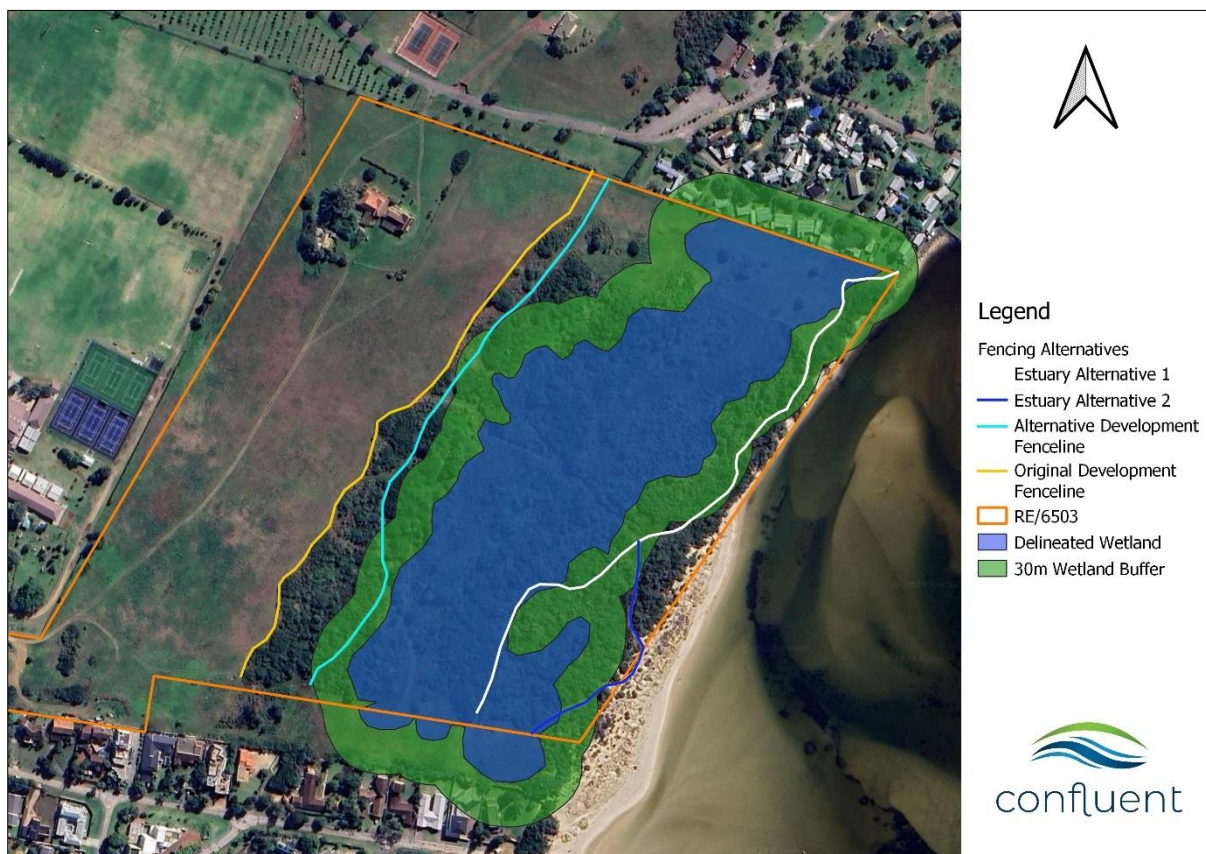 Legend
Fencing Alternatives
Estuary Alternative 1
Estuary Alternative 2
Alternative Development
Fenceline
Original Development
Fenceline
RE/6503
Delineated Wetland
30m Wetland Buffer
confluent